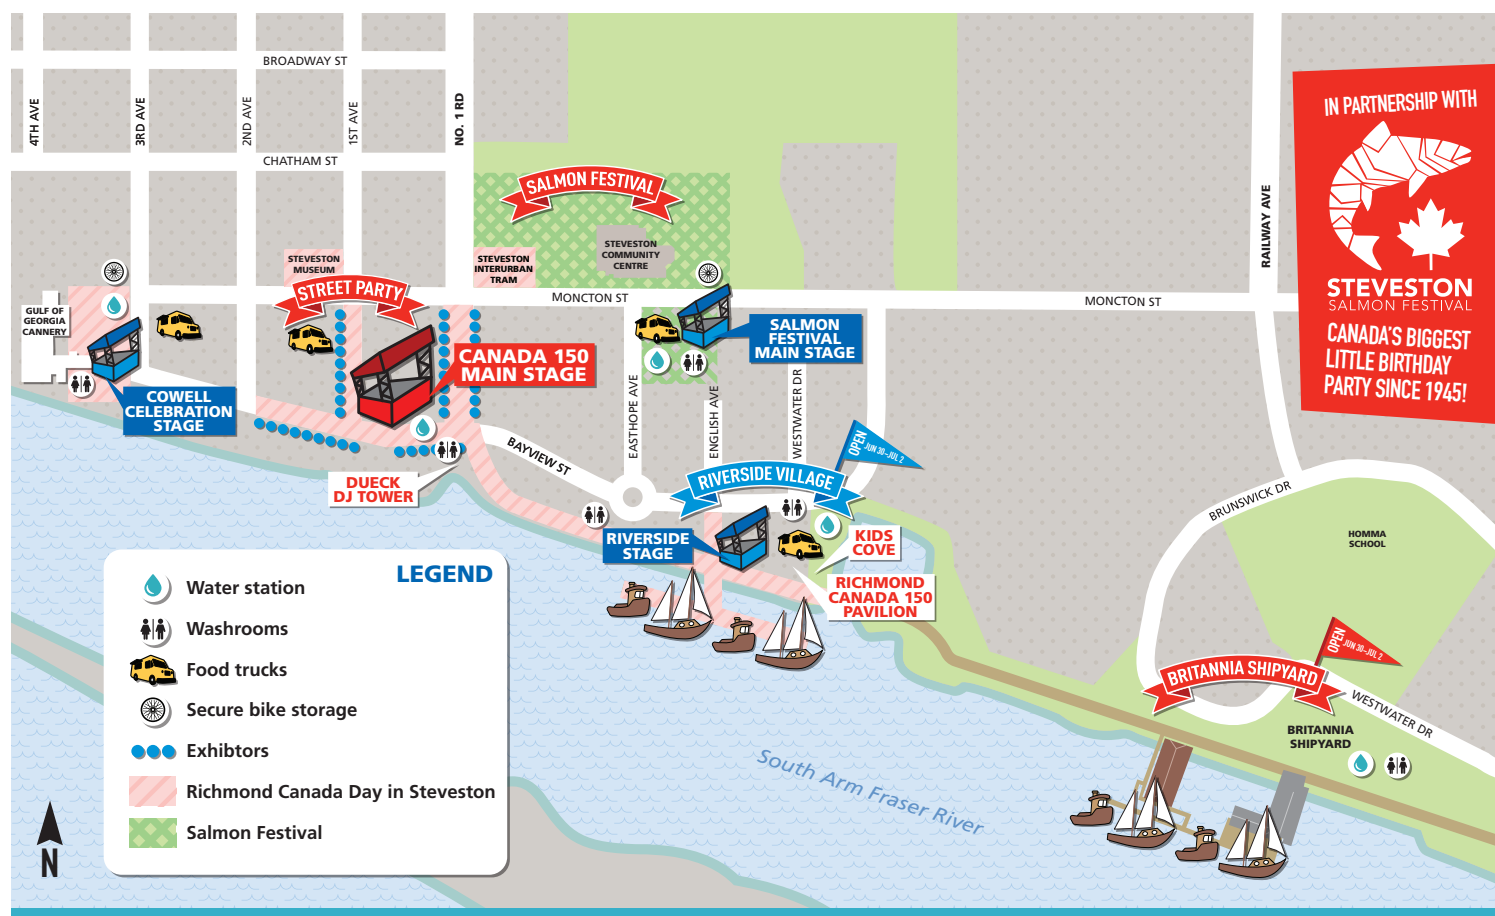 BROADWAY ST
4TH AVE
3RD AVE
2ND AVE
1ST AVE
NO. 1 RD
CHATHAM ST
IN PARTNERSHIP WITH
STEVESTON
SALMON FESTIVAL
CANADA'S BIGGEST
LITTLE BIRTHDAY
PARTY SINCE 1945!
RAILWAY AVE
SALMON FESTIVAL
STEVESTON
COMMUNITY
CENTRE
STEVESTON
INTERURBAN
TRAM
STEVESTON
MUSEUM
STREET PARTY
MONCTON ST
MONCTON ST
GULF OF
GEORGIA
CANNERY
SALMON
FESTIVAL
MAIN STAGE
CANADA 150
MAIN STAGE
COWELL
CELEBRATION
STAGE
EASTHOPE AVE
ENGLISH AVE
WESTWATER DR
BAYVIEW ST
OPEN
JUN 30–JUL 2
RIVERSIDE VILLAGE
DUECK
DJ TOWER
BRUNSWICK DR
HOMMA
SCHOOL
RIVERSIDE
STAGE
KIDS
COVE
RICHMOND
CANADA 150
PAVILION
OPEN
JUN 30–JUL 2
BRITANNIA SHIPYARD
WESTWATER DR
BRITANNIA
SHIPYARD
South Arm Fraser River
LEGEND
Water station
Washrooms
Food trucks
Secure bike storage
Exhibtors
Richmond Canada Day in Steveston
Salmon Festival
N